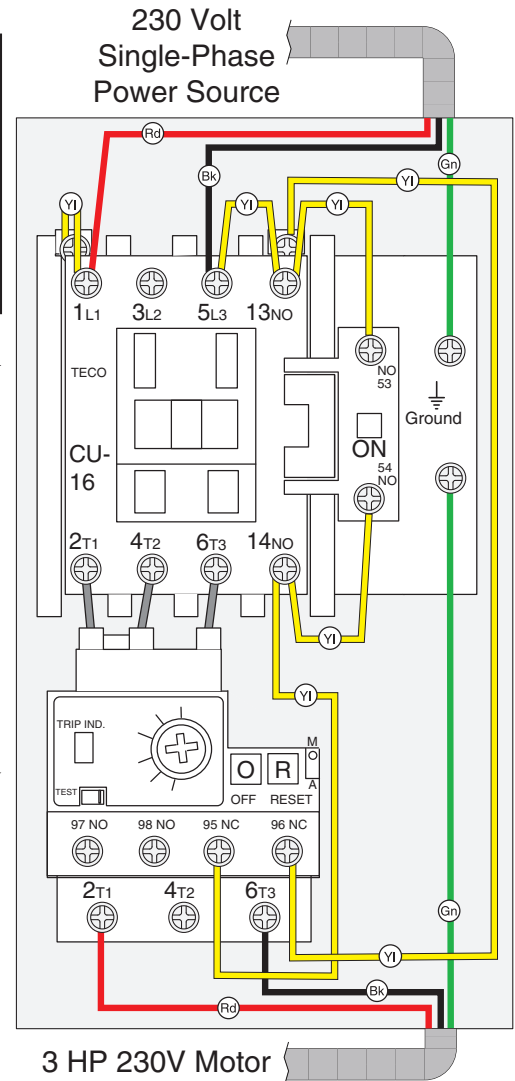 230 Volt
Single-Phase
Power Source
Rd
Gn
Bk
Yl
Yl
Yl
Yl
1L1 3L2 5L3 13NO
TECO
NO
53
Ground
CU-
16
ON
54
NO
2T1 4T2 6T3 14NO
Yl
Yl
TRIP IND.
M
O R
TEST
A
OFF RESET
97 NO 98 NO 95 NC 96 NC
2T1 4T2 6T3
Gn
Yl
Bk
Rd
3 HP 230V Motor